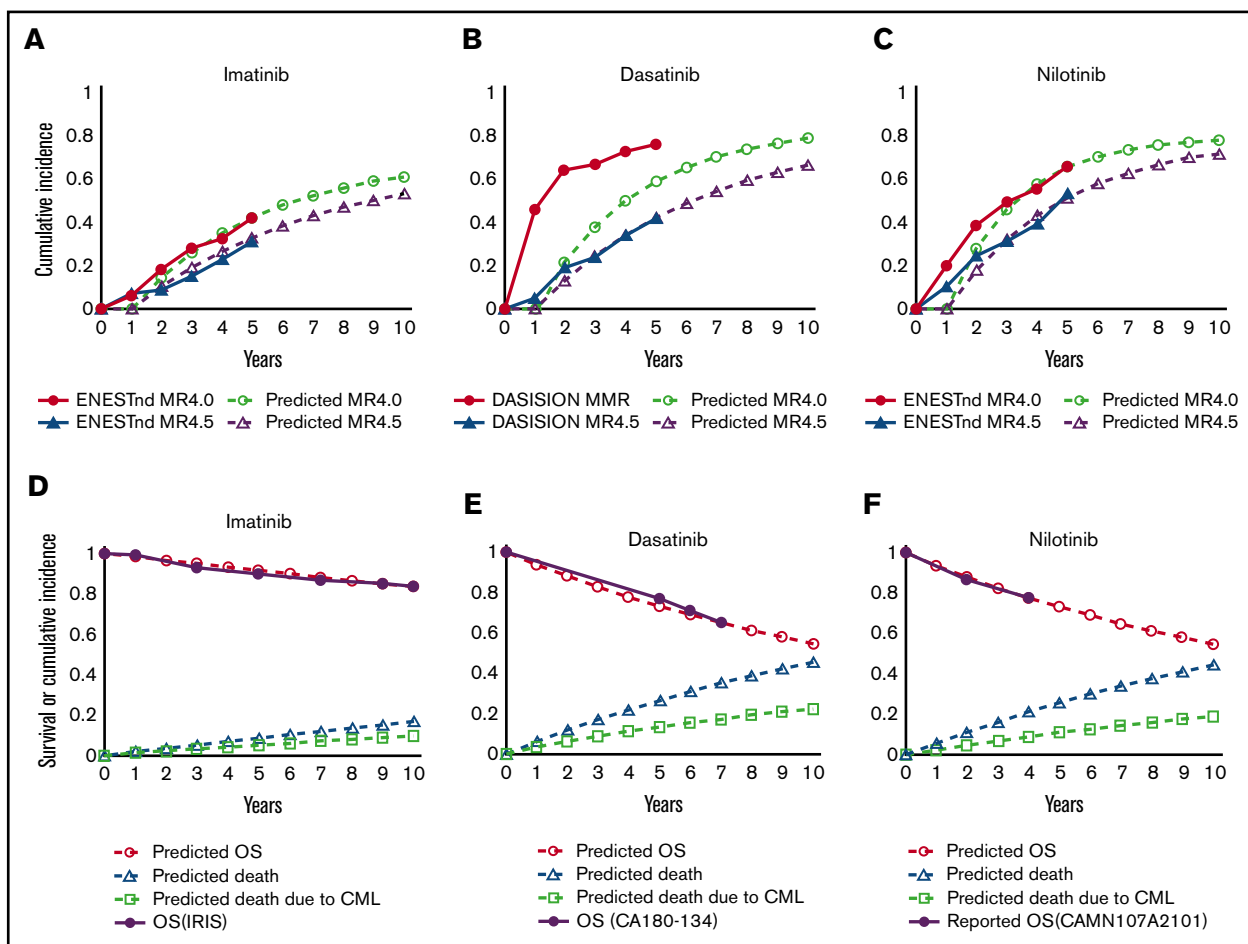 A
Imatinib
Cumulative incidence
1
0.8
0.6
0.4
0.2
0
0 1 2 3 4 5 6 7 8 9 10
Years
ENESTnd MR4.0 Predicted MR4.0
ENESTnd MR4.5 Predicted MR4.5
B
Dasatinib
1
0.8
0.6
0.4
0.2
0
0 1 2 3 4 5 6 7 8 9 10
Years
DASISION MMR Predicted MR4.0
DASISION MR4.5 Predicted MR4.5
C
Nilotinib
1
0.8
0.6
0.4
0.2
0
0 1 2 3 4 5 6 7 8 9 10
Years
ENESTnd MR4.0 Predicted MR4.0
ENESTnd MR4.5 Predicted MR4.5
D
Imatinib
Survival or cumulative incidence
1
0.8
0.6
0.4
0.2
0
0 1 2 3 4 5 6 7 8 9 10
Years
Predicted OS
Predicted death
Predicted death due to CML
OS(IRIS)
E
Dasatinib
1
0.8
0.6
0.4
0.2
0
0 1 2 3 4 5 6 7 8 9 10
Years
Predicted OS
Predicted death
Predicted death due to CML
OS (CA180-134)
F
Nilotinib
1
0.8
0.6
0.4
0.2
0
0 1 2 3 4 5 6 7 8 9 10
Years
Predicted OS
Predicted death
Predicted death due to CML
Reported OS(CAMN107A2101)